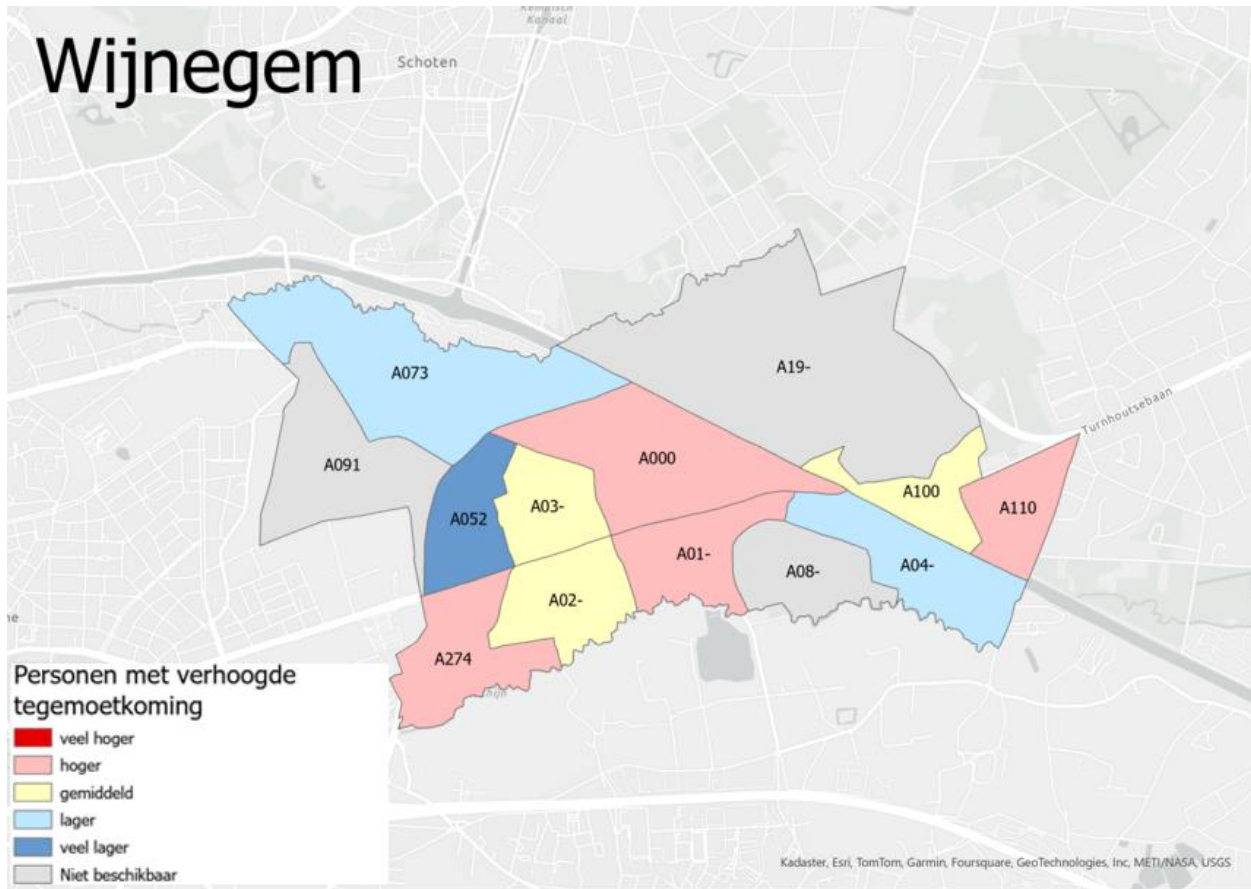 Kempisch
Kanaal
Wijnegem
Schoten
A19-
A073
Turnhoutsebaan
A000
A091
A100
A03-
A110
A052
A01-
A04-
A08-
A02-
A274
Personen met verhoogde
tegemoetkoming
veel hoger
hoger
gemiddeld
lager
veel lager
Niet beschikbaar
Kadaster, Esri, TomTom, Garmin, Foursquare, GeoTechnologies, Inc, METI/NASA, USGS